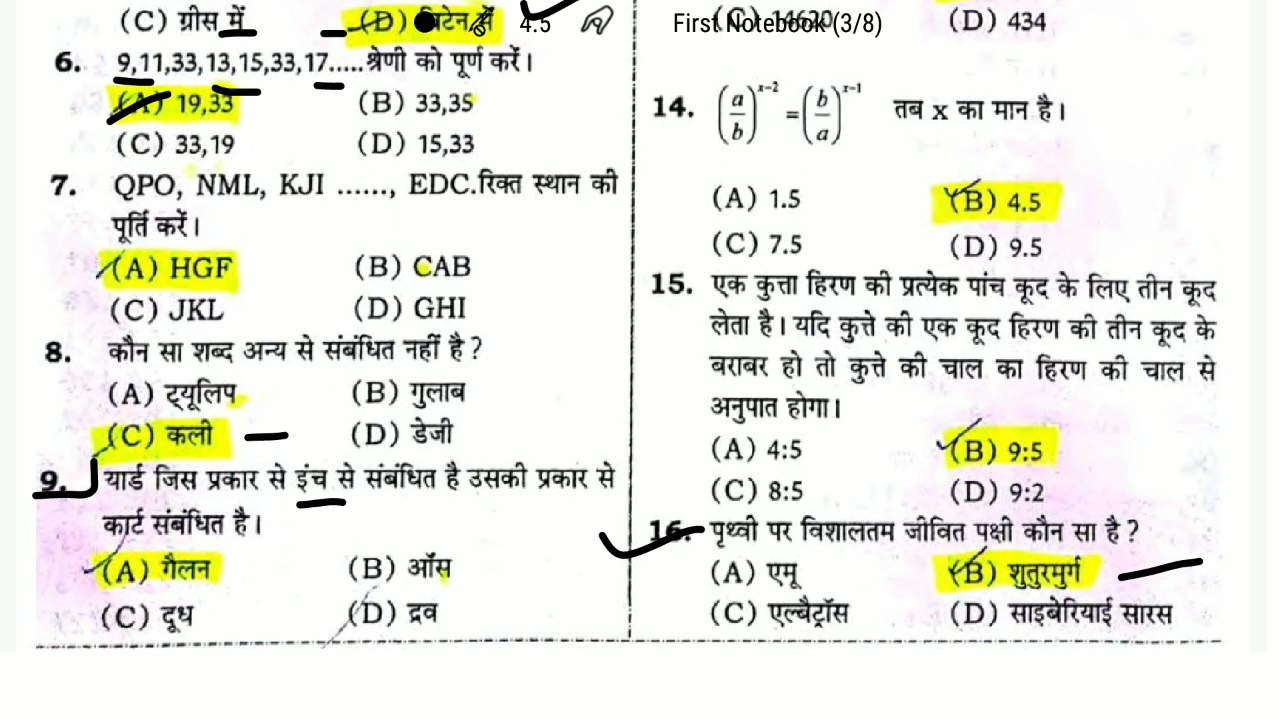 (C) ग्रीस में (D) ब्रिटेन में 4.5
6. 9,11,33,13,15,33,17.....श्रेणी को पूर्ण करें।
(A) 19,33 (B) 33,35
(C) 33,19 (D) 15,33
7. QPO, NML, KJI ......, EDC.रिक्त स्थान की
पूर्ति करें।
(A) HGF (B) CAB
(C) JKL (D) GHI
8. कौन सा शब्द अन्य से संबंधित नहीं है?
(A) ट्यूलिप (B) गुलाब
(C) कली (D) डेजी
9. यार्ड जिस प्रकार से इंच से संबंधित है उसकी प्रकार से
कार्ट संबंधित है।
(A) गैलन (B) ऑंस
(C) दूध (D) द्रव
First Notebook (3/8)
(C) 14620 (D) 434
14. (a/b)^x–2 = (b/a)^x–1 तब x का मान है।
(A) 1.5 (B) 4.5
(C) 7.5 (D) 9.5
15. एक कुत्ता हिरण की प्रत्येक पांच कूद के लिए तीन कूद
लेता है। यदि कुत्ते की एक कूद हिरण की तीन कूद के
बराबर हो तो कुत्ते की चाल का हिरण की चाल से
अनुपात होगा।
(A) 4:5 (B) 9:5
(C) 8:5 (D) 9:2
16. पृथ्वी पर विशालतम जीवित पक्षी कौन सा है?
(A) एमू (B) शुतुरमुर्ग
(C) एल्बैट्रॉस (D) साइबेरियाई सारस